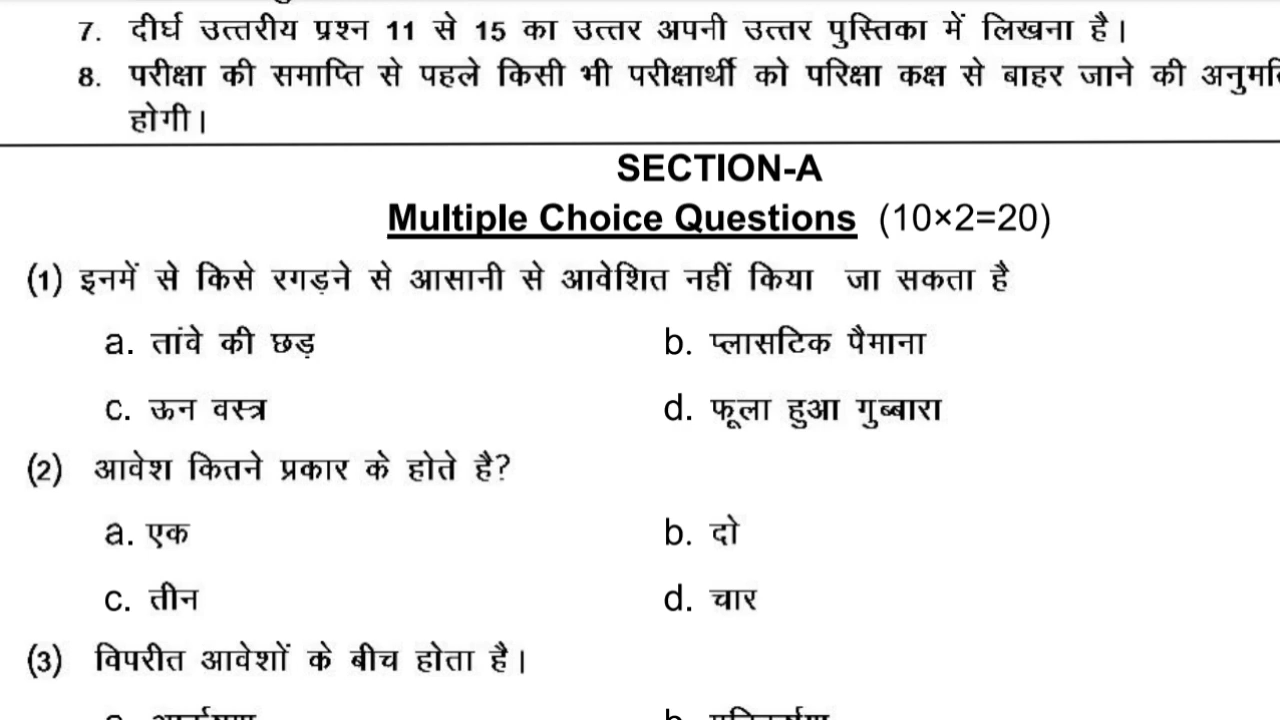 7. दीर्घ उत्तरीय प्रश्न 11 से 15 का उत्तर अपनी उत्तर पुस्तिका में लिखना है।
8. परीक्षा की समाप्ति से पहले किसी भी परीक्षार्थी को परिक्षा कक्ष से बाहर जाने की
होगी।
SECTION-A
Multiple Choice Questions (10×2=20)
(1) इनमें से किसे रगड़ने से आसानी से आवेशित नहीं किया जा सकता है
a. तांवे की छड़ b. प्लासटिक पैमाना
c. ऊन वस्त्र d. फूला हुआ गुब्बारा
(2) आवेश कितने प्रकार के होते है?
a. एक b. दो
c. तीन d. चार
(3) विपरीत आवेशों के बीच होता है।